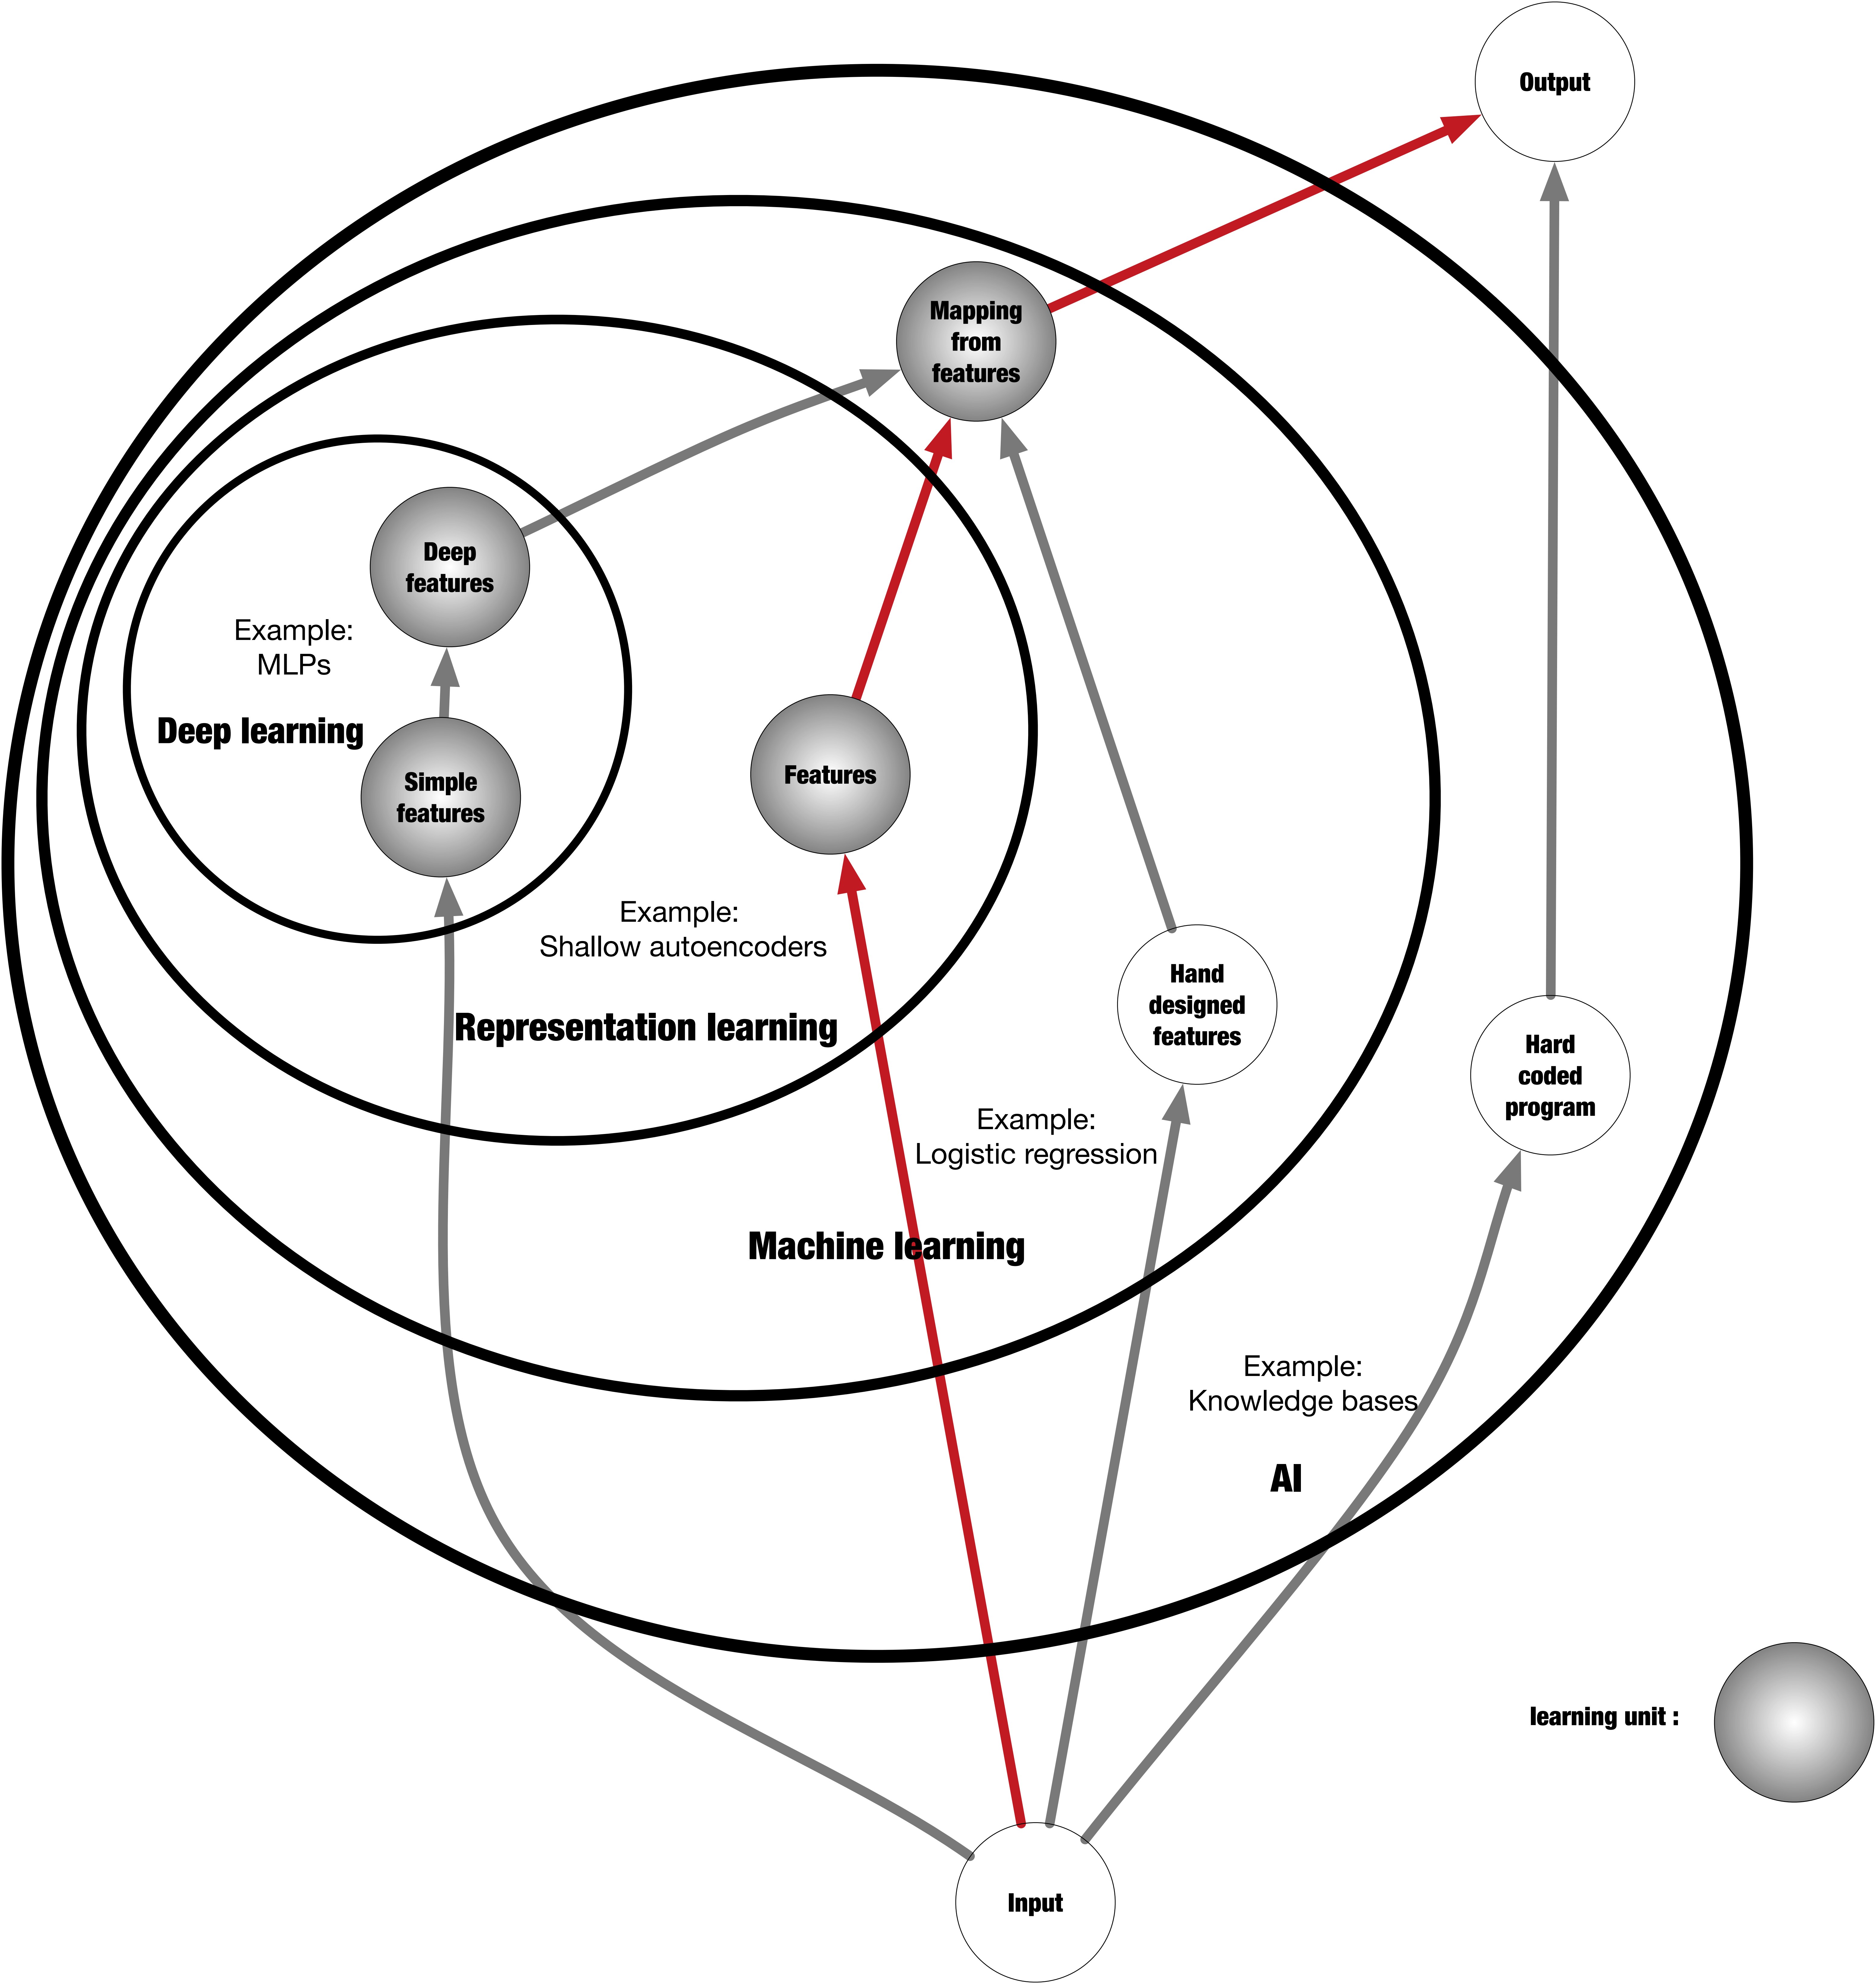 Output
Mapping
from
features
Deep
features
Example:
MLPs
Deep learning
Simple
features
Features
Example:
Shallow autoencoders
Representation learning
Hand
designed
features
Hard
coded
program
Example:
Logistic regression
Machine learning
Example:
Knowledge bases
AI
learning unit :
Input